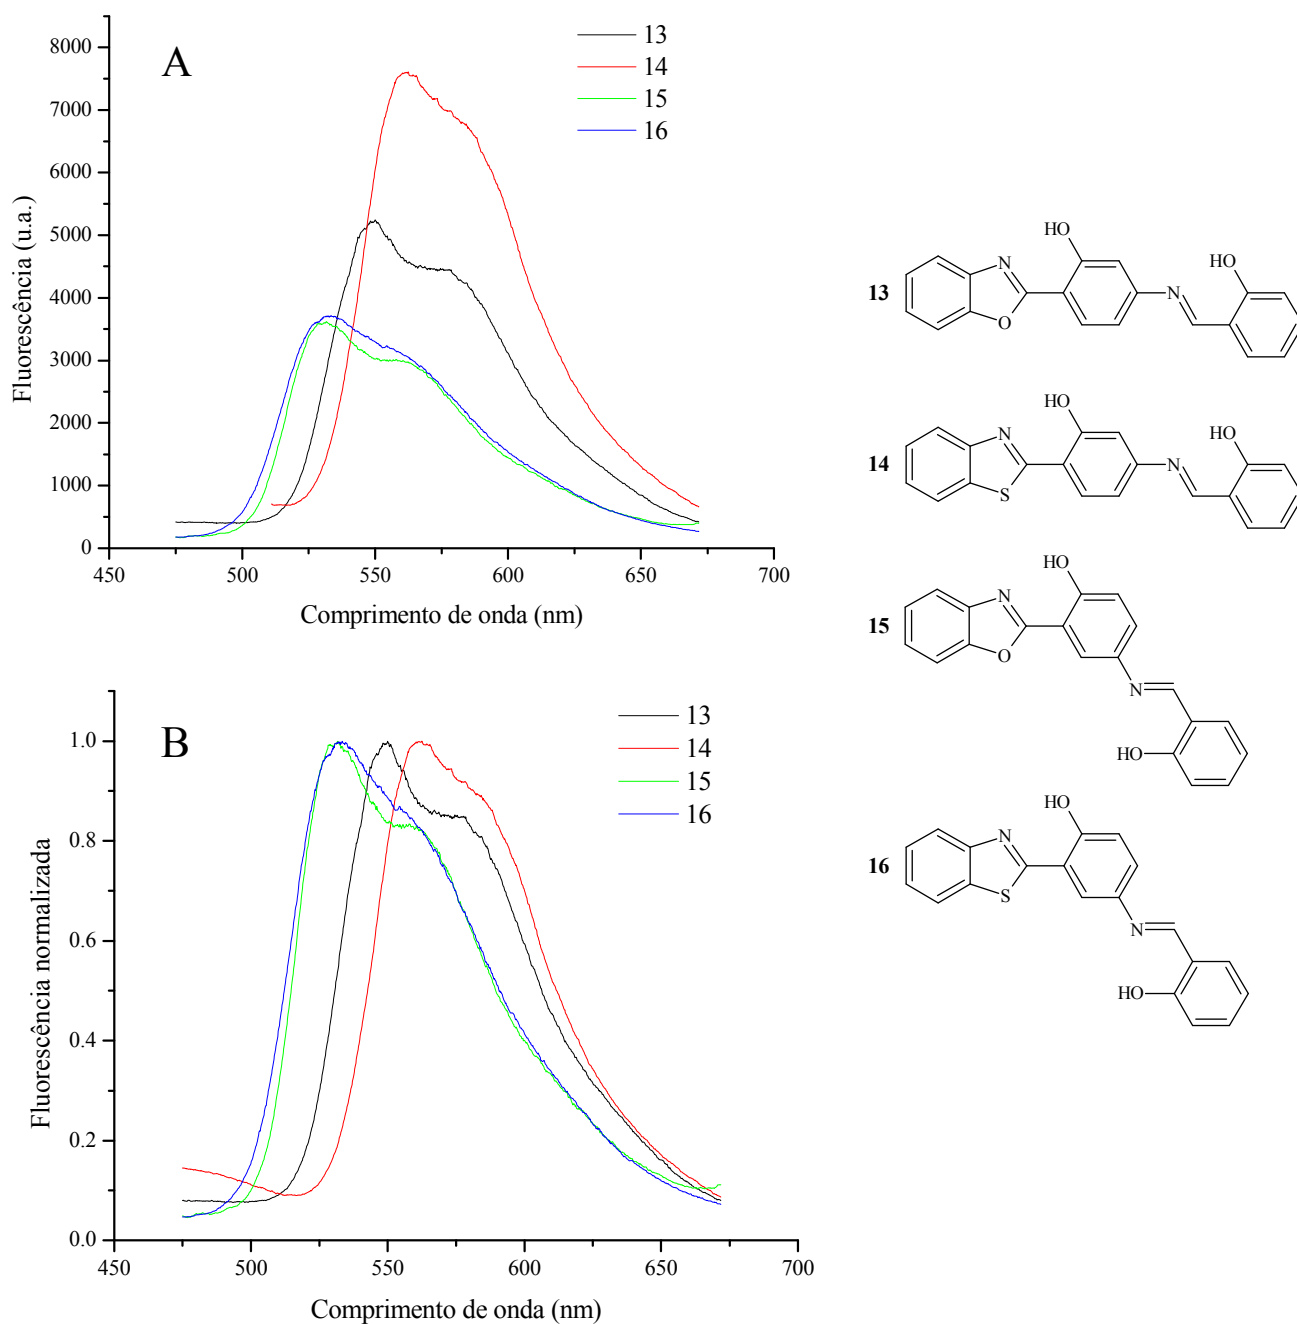 A
13
14
15
16
8000
7000
6000
5000
4000
3000
2000
1000
0
450
500
550
600
650
700
Fluorescência (u.a.)
Comprimento de onda (nm)
B
13
14
15
16
1.0
0.8
0.6
0.4
0.2
0.0
450
500
550
600
650
700
Fluorescência normalizada
Comprimento de onda (nm)
13
HO
N
O
N
HO
14
HO
N
S
N
HO
15
HO
N
O
N
HO
16
HO
N
S
N
HO